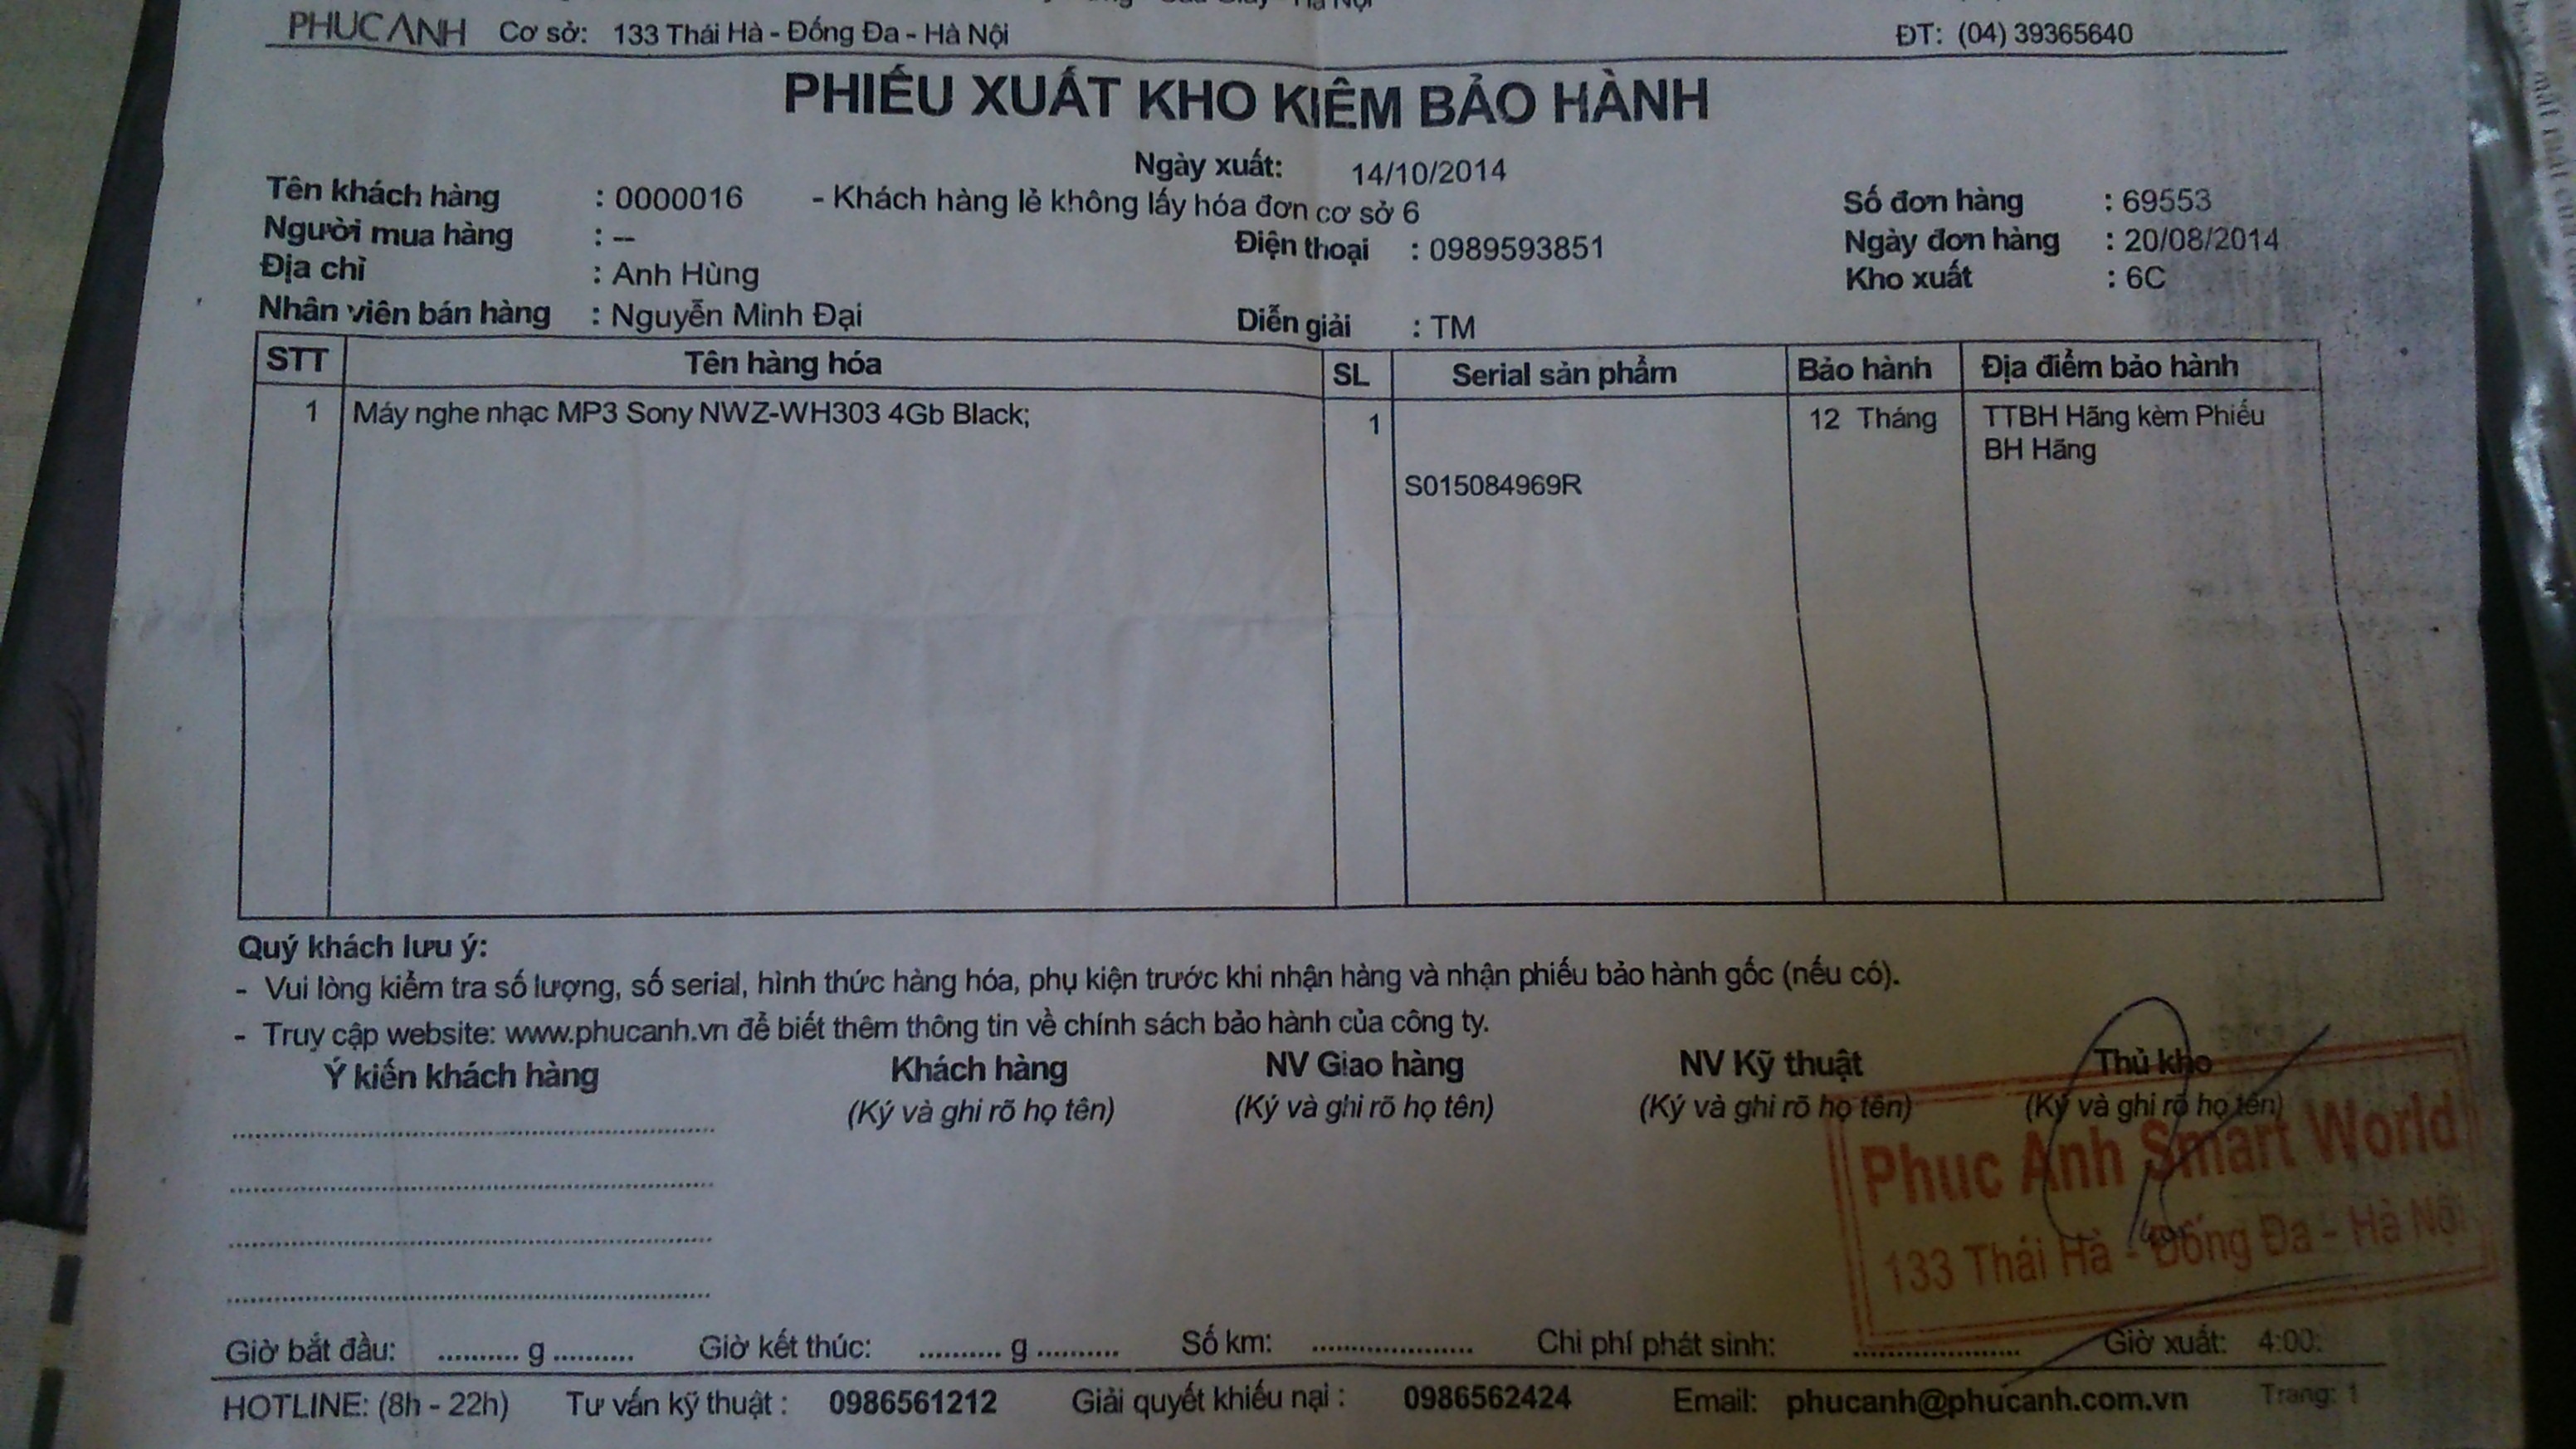 PHUCANH Cơ sở: 133 Thái Hà - Đống Đa - Hà Nội ĐT: (04) 39365640
PHIẾU XUẤT KHO KIÊM BẢO HÀNH
Ngày xuất: 14/10/2014
Tên khách hàng : 0000016 - Khách hàng lẻ không lấy hóa đơn cơ sở 6 Số đơn hàng : 69553
Người mua hàng : -- Điện thoại : 0989593851 Ngày đơn hàng : 20/08/2014
Địa chỉ : Anh Hùng Kho xuất : 6C
Nhân viên bán hàng : Nguyễn Minh Đại Diễn giải : TM
STT Tên hàng hóa SL Serial sản phẩm Bảo hành Địa điểm bảo hành
1 Máy nghe nhạc MP3 Sony NWZ-WH303 4Gb Black; 1 12 Tháng TTBH Hãng kèm Phiếu
BH Hãng
S015084969R
Quý khách lưu ý:
- Vui lòng kiểm tra số lượng, số serial, hình thức hàng hóa, phụ kiện trước khi nhận hàng và nhận phiếu bảo hành gốc (nếu có).
- Truy cập website: www.phucanh.vn để biết thêm thông tin về chính sách bảo hành của công ty.
Ý kiến khách hàng Khách hàng NV Giao hàng NV Kỹ thuật Thủ kho
(Ký và ghi rõ họ tên) (Ký và ghi rõ họ tên) (Ký và ghi rõ họ tên) (Ký và ghi rõ họ tên)
Phuc Anh Smart World
133 Thái Hà - Đống Đa - Hà Nội
Giờ bắt đầu: .......... g .......... Giờ kết thúc: .......... g .......... Số km: .................... Chi phí phát sinh: .................... Giờ xuất: 4:00:
HOTLINE: (8h - 22h) Tư vấn kỹ thuật : 0986561212 Giải quyết khiếu nại : 0986562424 Email: phucanh@phucanh.com.vn Trang: 1